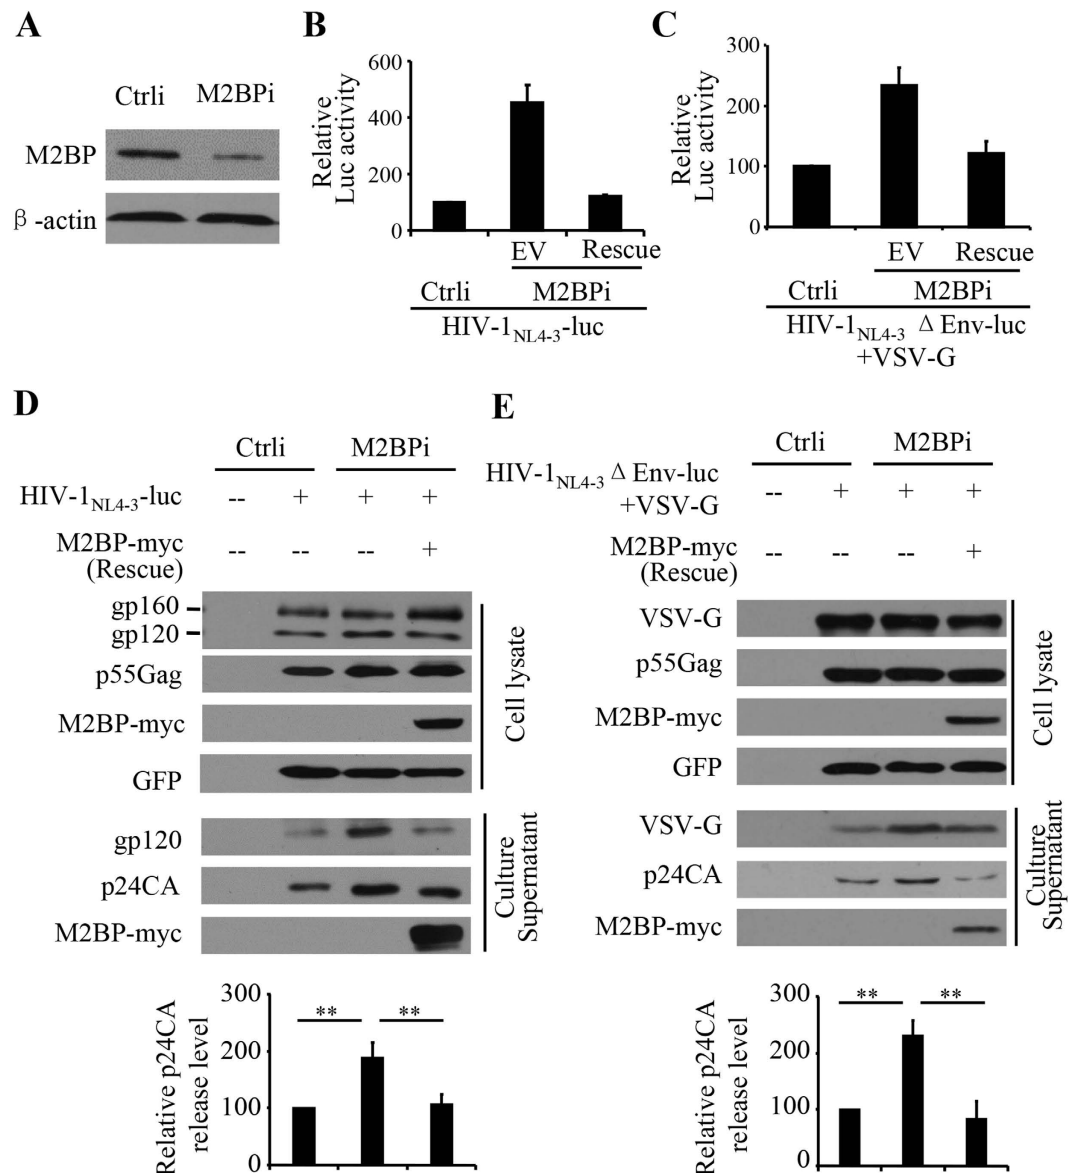 A
Ctrli M2BPi
M2BP
β-actin
B
Relative
Luc activity
600
400
200
0
EV Rescue
Ctrli M2BPi
HIV-1NL4-3-luc
C
Relative
Luc activity
300
200
100
0
EV Rescue
Ctrli M2BPi
HIV-1NL4-3 Δ Env-luc
+VSV-G
D
Ctrli M2BPi
HIV-1NL4-3-luc -- + + +
M2BP-myc -- -- -- +
(Rescue)
gp160
gp120
p55Gag
M2BP-myc
GFP
Cell lysate
gp120
p24CA
M2BP-myc
Culture
Supernatant
Relative p24CA
release level
300
200
100
0
** **
E
Ctrli M2BPi
HIV-1NL4-3 Δ Env-luc
+VSV-G -- + + +
M2BP-myc -- -- -- +
(Rescue)
VSV-G
p55Gag
M2BP-myc
GFP
Cell lysate
VSV-G
p24CA
M2BP-myc
Culture
Supernatant
Relative p24CA
release level
300
200
100
0
** **